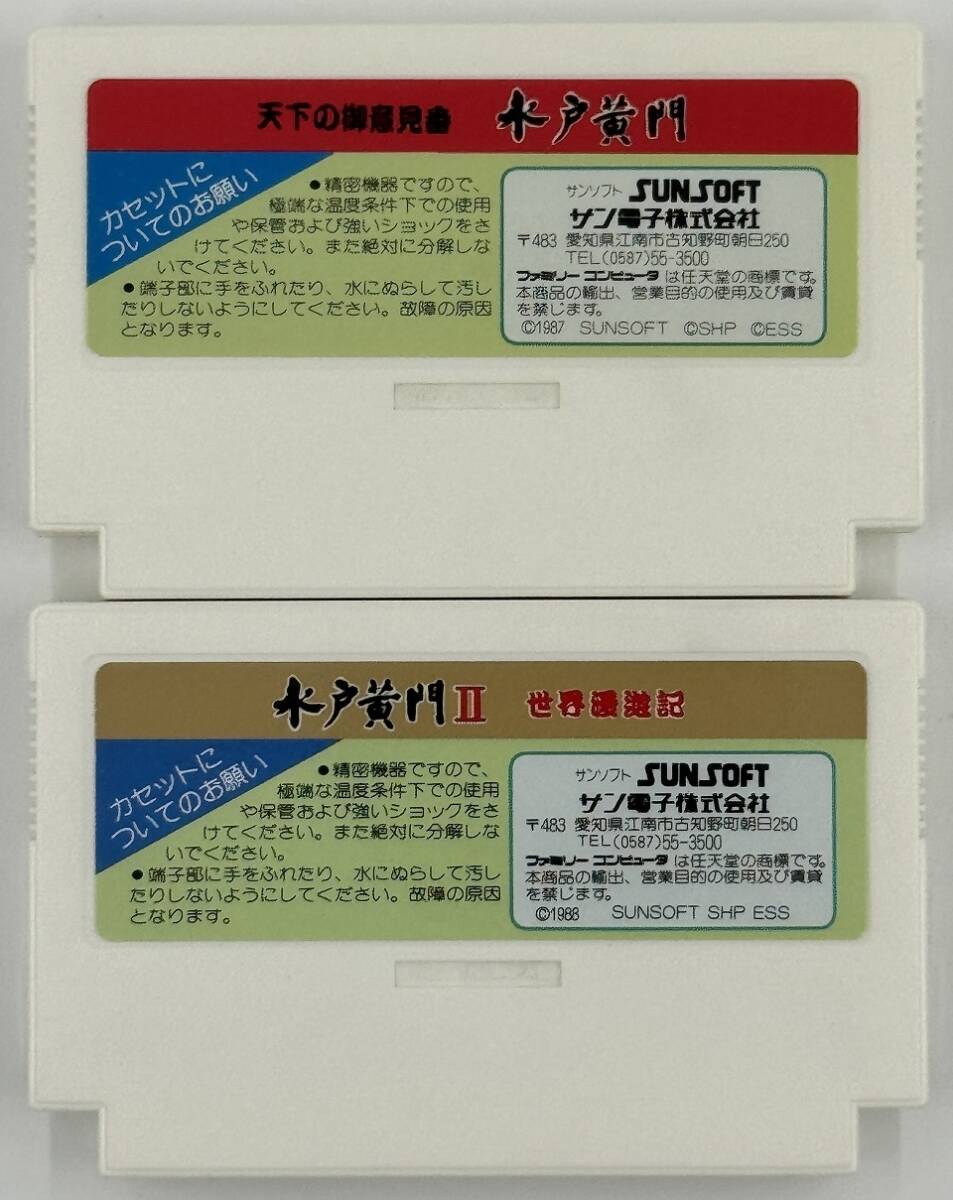 天下の御意見番 水戸黄門
カセットに
ついてのお願い
●精密機器ですので、
極端な温度条件下での使用
や保管および強いショックをさ
けてください。また絶対に分解しな
いでください。
●端子部に手をふれたり、水にぬらして汚し
たりしないようにしてください。故障の原因
となります。
サンソフト SUNSOFT
サン電子株式会社
〒483 愛知県江南市古知野町朝日250
TEL(0587)55-3500
ファミリー コンピュータ は任天堂の商標です。
本商品の輸出、営業目的の使用及び賃貸
を禁じます。
©1987 SUNSOFT ©SHP ©ESS
水戸黄門II 世界漫遊記
カセットに
ついてのお願い
●精密機器ですので、
極端な温度条件下での使用
や保管および強いショックをさ
けてください。また絶対に分解しな
いでください。
●端子部に手をふれたり、水にぬらして汚し
たりしないようにしてください。故障の原因
となります。
サンソフト SUNSOFT
サン電子株式会社
〒483 愛知県江南市古知野町朝日250
TEL(0587)55-3500
ファミリー コンピュータ は任天堂の商標です。
本商品の輸出、営業目的の使用及び賃貸
を禁じます。
©1988 SUNSOFT SHP ESS